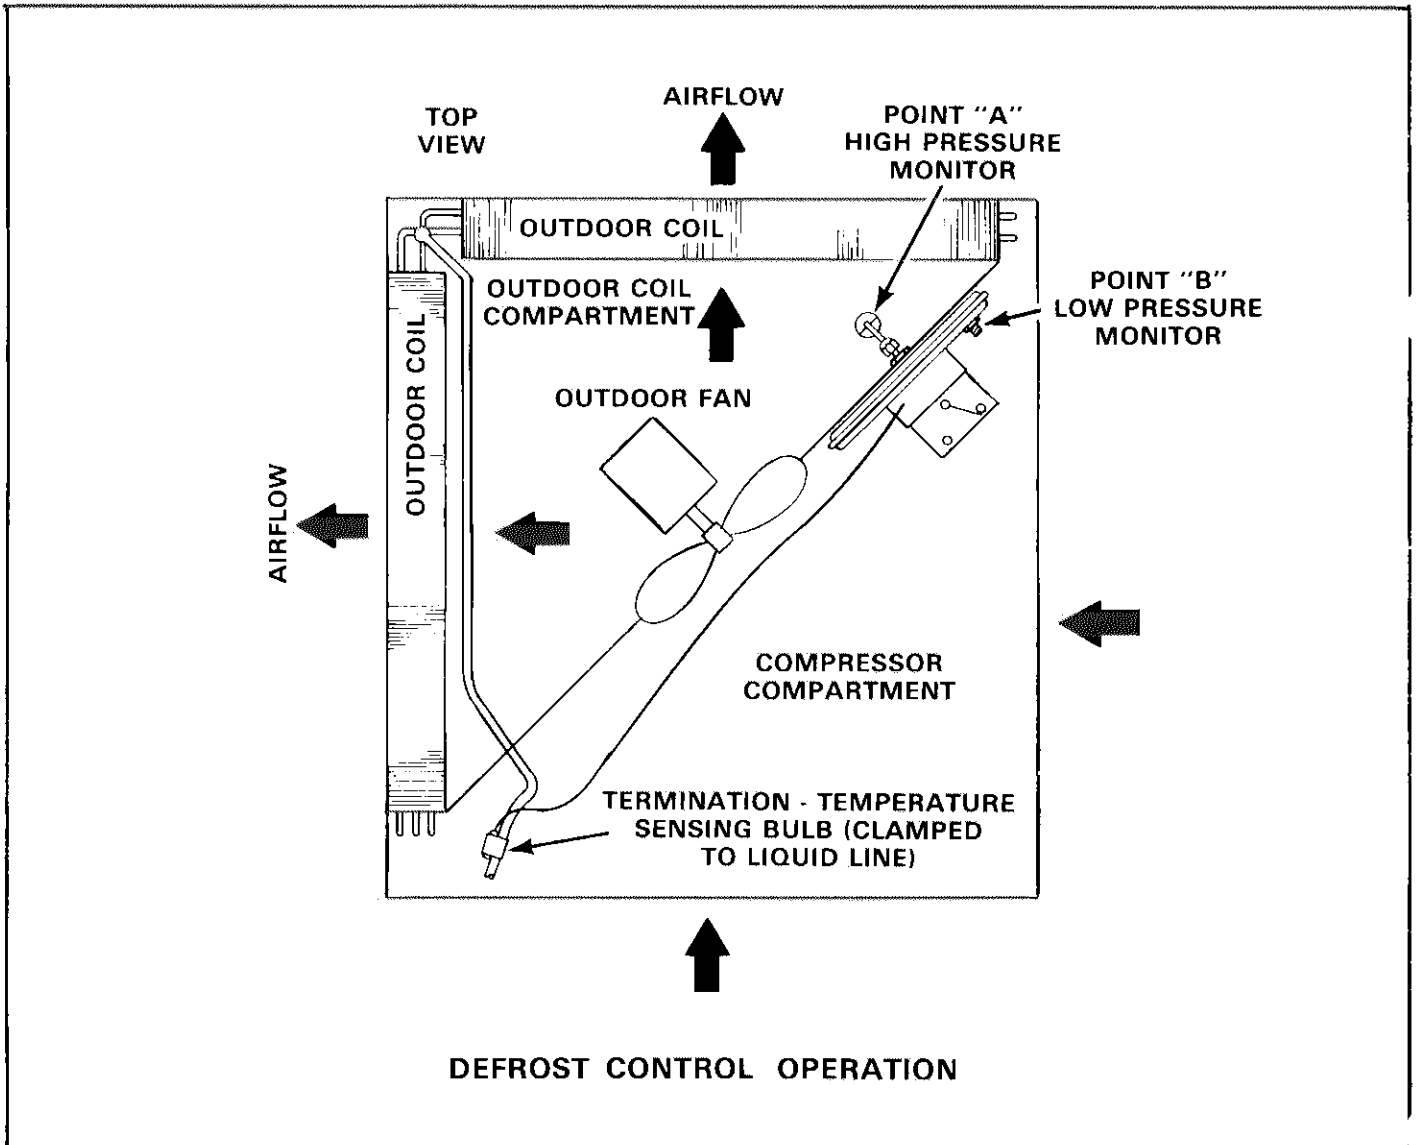 TOP
VIEW
AIRFLOW
POINT "A"
HIGH PRESSURE
MONITOR
OUTDOOR COIL
POINT "B"
LOW PRESSURE
MONITOR
OUTDOOR COIL
COMPARTMENT
OUTDOOR COIL
OUTDOOR FAN
AIRFLOW
COMPRESSOR
COMPARTMENT
TERMINATION - TEMPERATURE
SENSING BULB (CLAMPED
TO LIQUID LINE)
DEFROST CONTROL OPERATION